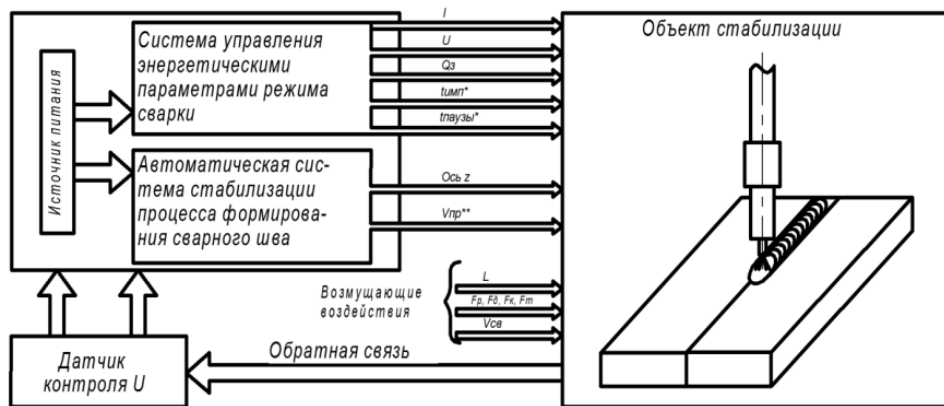 Источник питания
Система управления
энергетическими
параметрами режима
сварки
Автоматическая сис-
тема стабилизации
процесса формирова-
ния сварного шва
I
U
Qз
tимп*
tпаузы*
Ось z
Vпр**
Возмущающие
воздействия
L
Fр, Fд, Fк, Fт
Vсв
Объект стабилизации
Датчик
контроля U
Обратная связь